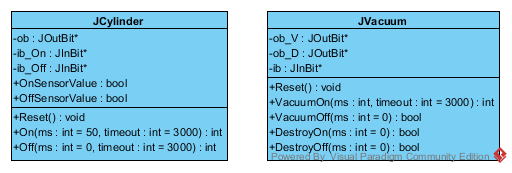 JCylinder
-ob : JOutBit*
-ib_On : JInBit*
-ib_Off : JInBit*
+OnSensorValue : bool
+OffSensorValue : bool
+Reset() : void
+On(ms : int = 50, timeout : int = 3000) : int
+Off(ms : int = 0, timeout : int = 3000) : int
JVacuum
-ob_V : JOutBit*
-ob_D : JOutBit*
-ib : JInBit*
+Reset() : void
+VacuumOn(ms : int, timeout : int = 3000) : int
+VacuumOff(ms : int = 0) : bool
+DestroyOn(ms : int = 0) : bool
+DestroyOff(ms : int = 0) : bool
Powered By Visual Paradigm Community Edition